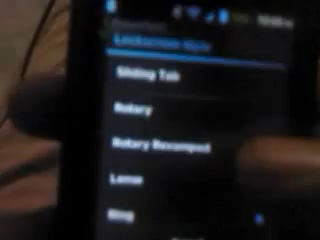 Lockscreen Style
Sliding Tab
Rotary
Rotary Revamped
Lense
Ring